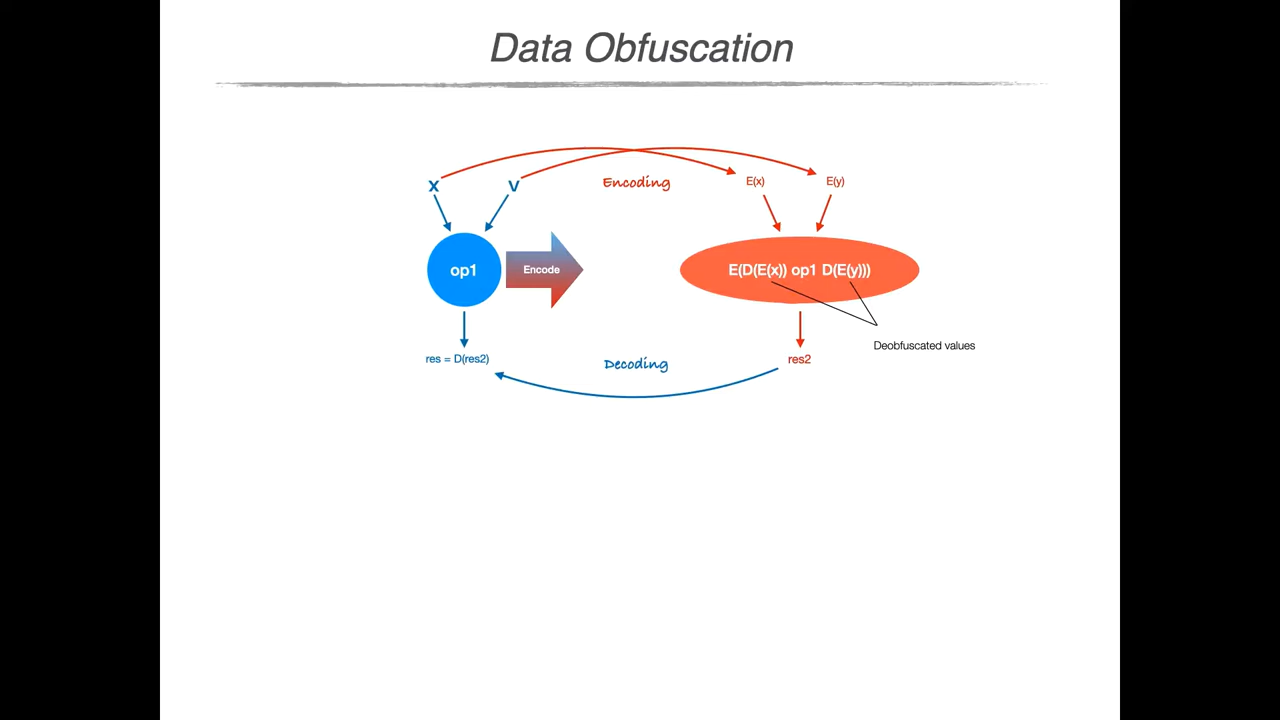 Data Obfuscation
X V Encoding E(x) E(y)
op1 Encode E(D(E(x)) op1 D(E(y)))
Deobfuscated values
res = D(res2) Decoding res2